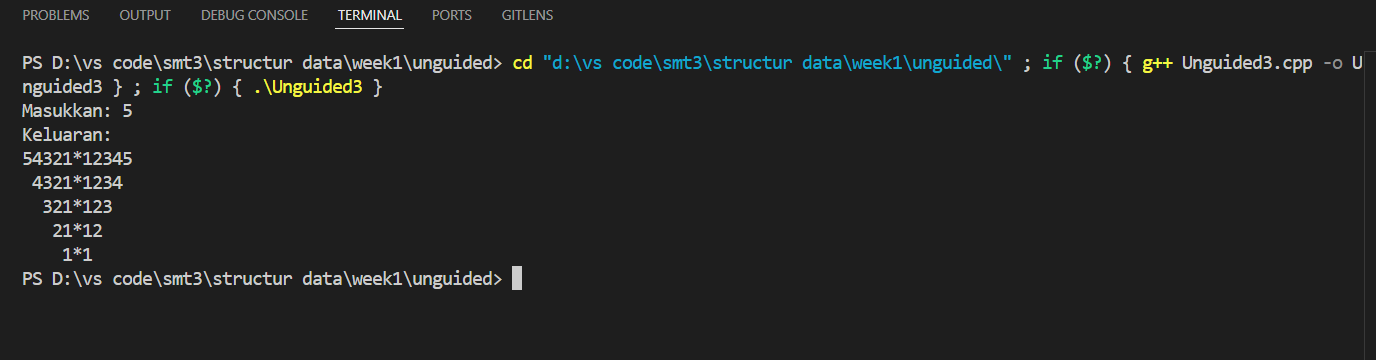 PROBLEMS OUTPUT DEBUG CONSOLE TERMINAL PORTS GITLENS
PS D:\vs code\smt3\structur data\week1\unguided> cd "d:\vs code\smt3\structur data\week1\unguided\" ; if ($?) { g++ Unguided3.cpp -o U
nguided3 } ; if ($?) { .\Unguided3 }
Masukkan: 5
Keluaran:
54321*12345
 4321*1234
  321*123
   21*12
    1*1
PS D:\vs code\smt3\structur data\week1\unguided>